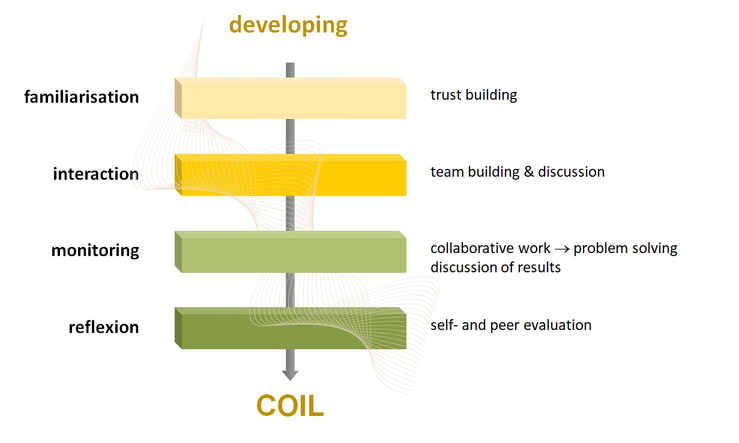 developing
familiarisation
trust building
interaction
team building & discussion
monitoring
collaborative work → problem solving
discussion of results
reflexion
self- and peer evaluation
COIL